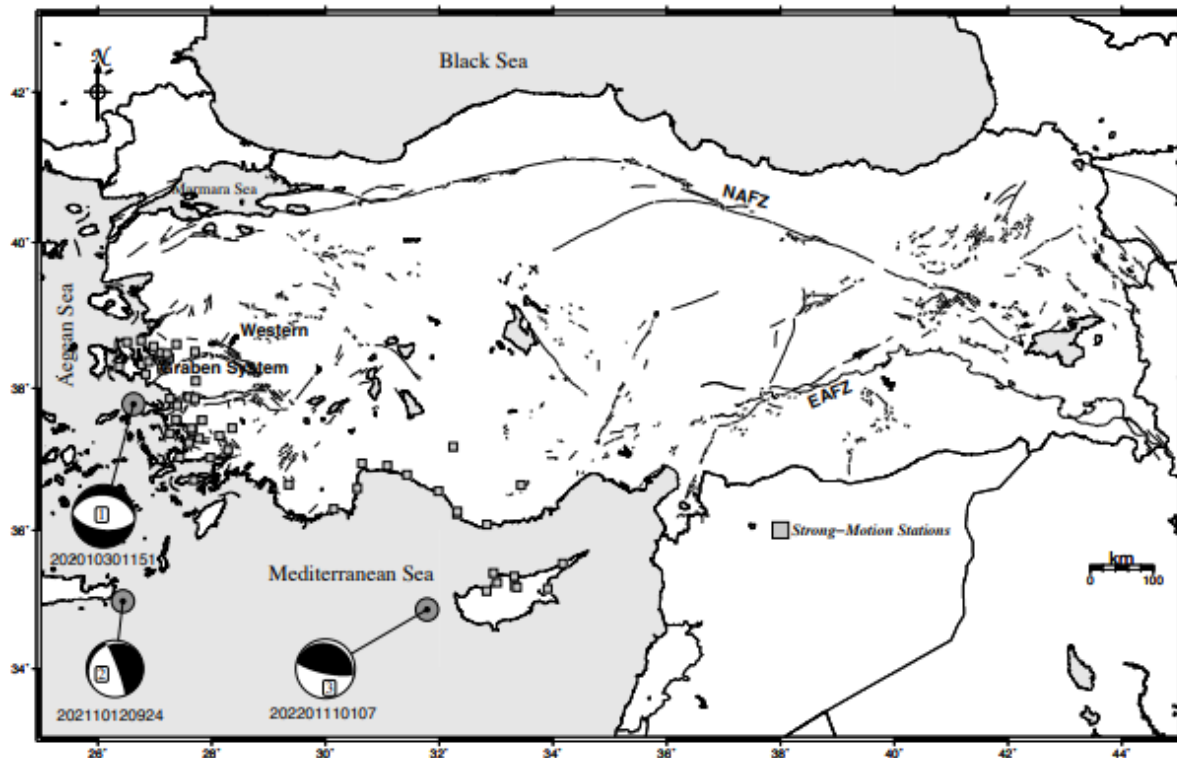 Black Sea
N
42°
Marmara Sea
NAFZ
40°
Aegean Sea
Western
Graben System
38°
EAFZ
1
36°
Strong-Motion Stations
202010301151
Mediterranean Sea
km
0 100
2
3
34°
202110120924
202201110107
26° 28° 30° 32° 34° 36° 38° 40° 42° 44°